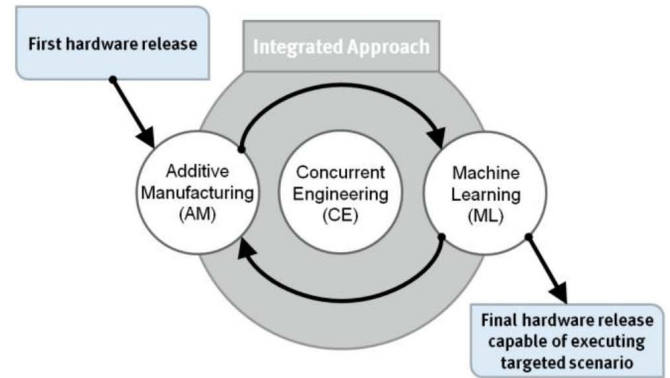 First hardware release
Integrated Approach
Additive
Manufacturing
(AM)
Concurrent
Engineering
(CE)
Machine
Learning
(ML)
Final hardware release
capable of executing
targeted scenario